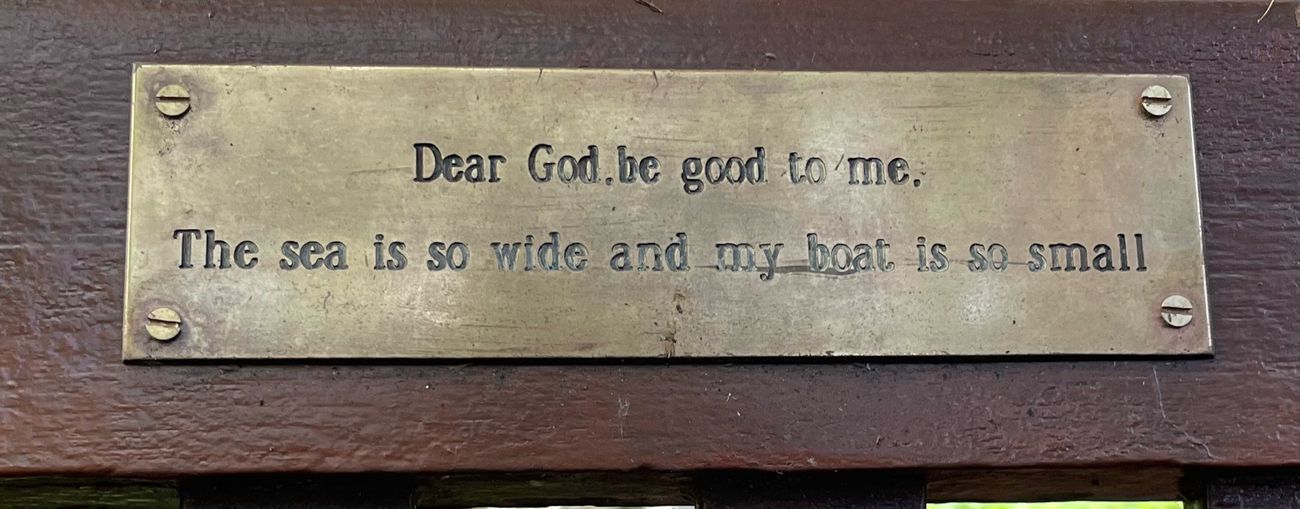 Dear God.be good to me.
The sea is so wide and my boat is so small